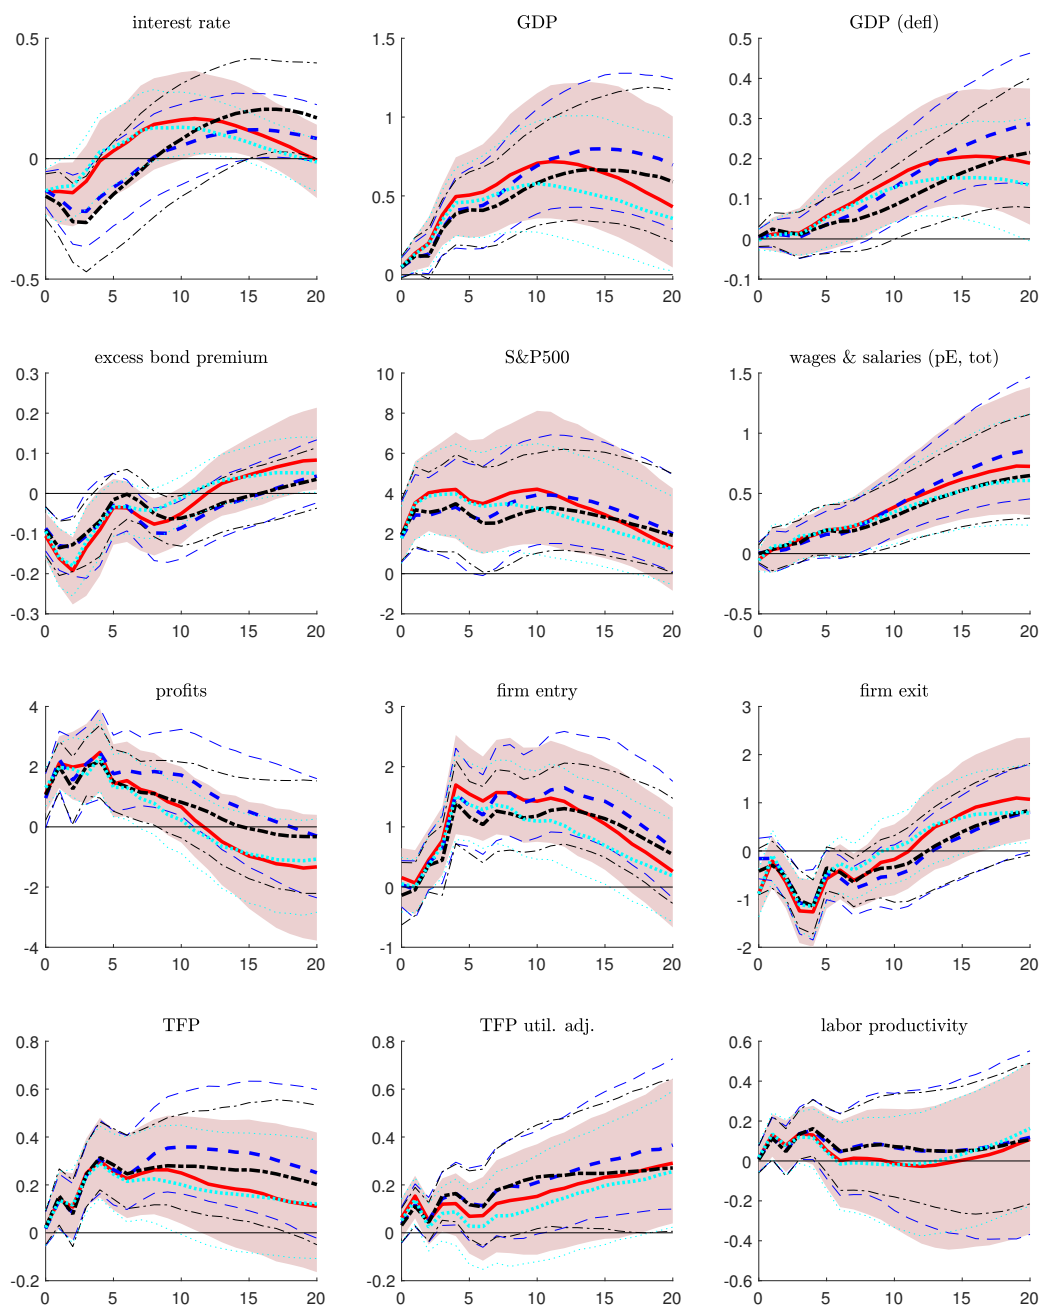 interest rate GDP GDP (defl)
0.5 1.5 0.5
0.4
1 0.3
0 0.2
0.5 0.1
0
-0.5 0 -0.1
0 5 10 15 20 0 5 10 15 20 0 5 10 15 20
excess bond premium S&P500 wages & salaries (pE, tot)
0.3 10 1.5
0.2 8
0.1 6 1
0 4 0.5
-0.1 2
-0.2 0 0
-0.3 -2 -0.5
0 5 10 15 20 0 5 10 15 20 0 5 10 15 20
profits firm entry firm exit
4 3 3
2 2 2
1 1
0 0
-2 0 -1
-4 -1 -2
0 5 10 15 20 0 5 10 15 20 0 5 10 15 20
TFP TFP util. adj. labor productivity
0.8 0.8 0.6
0.6 0.6 0.4
0.4 0.4 0.2
0.2 0.2 0
-0.2
0 0 -0.4
-0.2 -0.2 -0.6
0 5 10 15 20 0 5 10 15 20 0 5 10 15 20